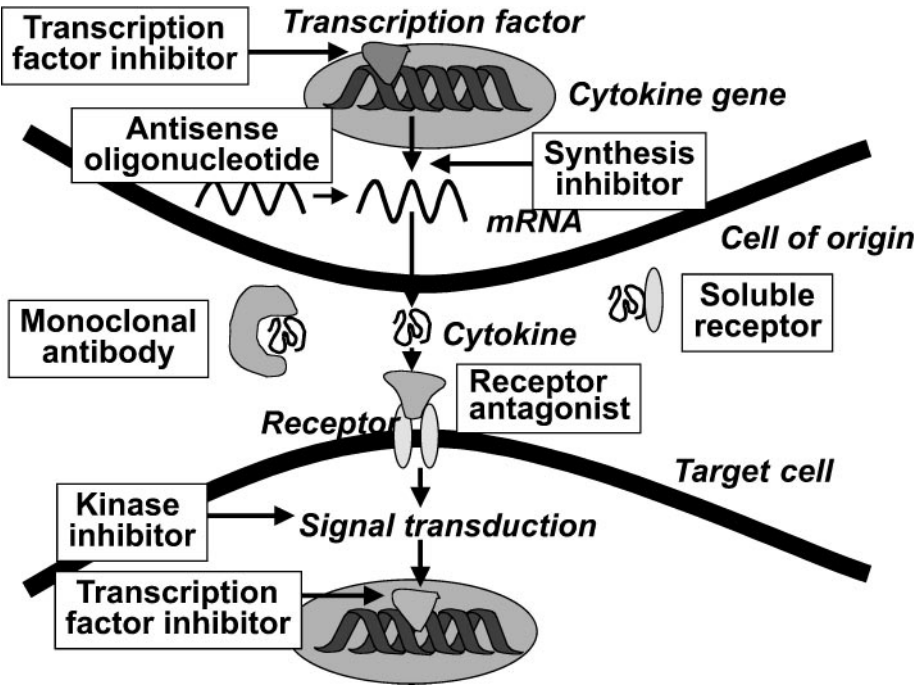 Transcription
factor inhibitor
Transcription factor
Cytokine gene
Antisense
oligonucleotide
Synthesis
inhibitor
mRNA
Cell of origin
Monoclonal
antibody
Cytokine
Soluble
receptor
Receptor
antagonist
Receptor
Target cell
Kinase
inhibitor
Signal transduction
Transcription
factor inhibitor